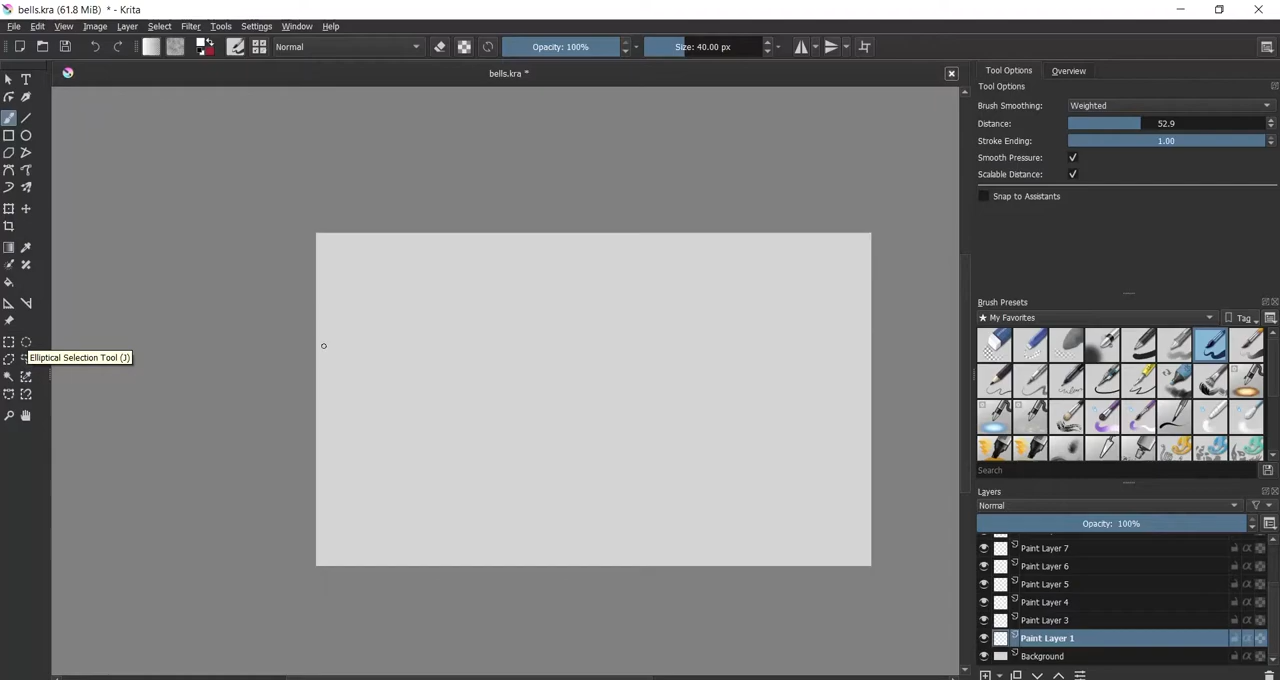 bells.kra (61.8 MiB) * - Krita
File Edit View Image Layer Select Filter Tools Settings Window Help
Normal Opacity: 100% Size: 40.00 px
bells.kra *
Tool Options Overview
Tool Options
Brush Smoothing: Weighted
Distance: 52.9
Stroke Ending: 1.00
Smooth Pressure:
Scalable Distance:
Snap to Assistants
Brush Presets
My Favorites Tag
Elliptical Selection Tool (J)
Search
Layers
Normal
Opacity: 100%
Paint Layer 7
Paint Layer 6
Paint Layer 5
Paint Layer 4
Paint Layer 3
Paint Layer 1
Background